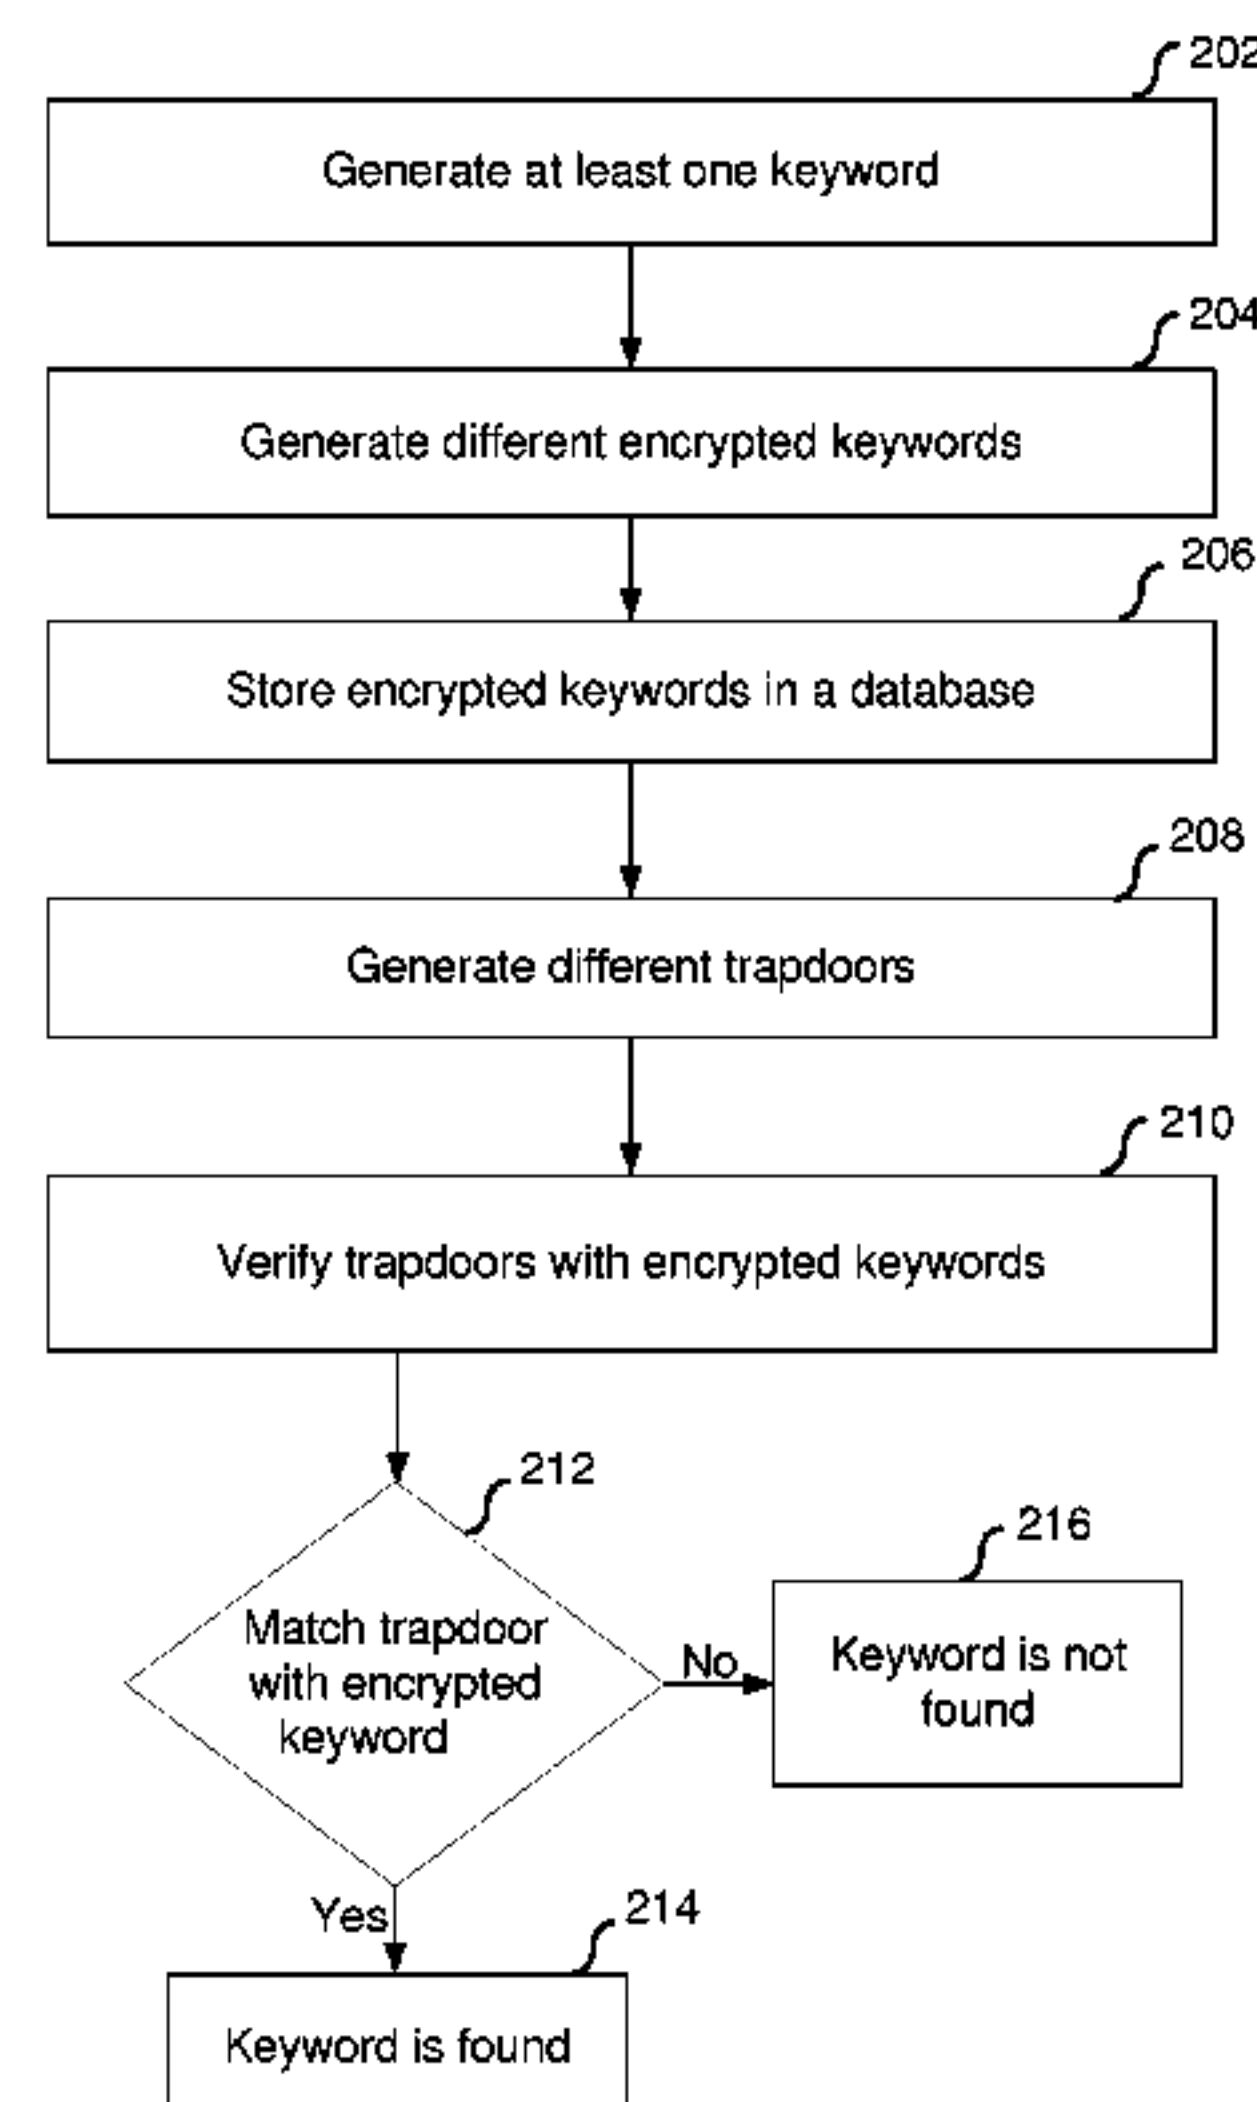 202
Generate at least one keyword
204
Generate different encrypted keywords
206
Store encrypted keywords in a database
208
Generate different trapdoors
210
Verify trapdoors with encrypted keywords
212
Match trapdoor
with encrypted
keyword
No
216
Keyword is not
found
Yes
214
Keyword is found